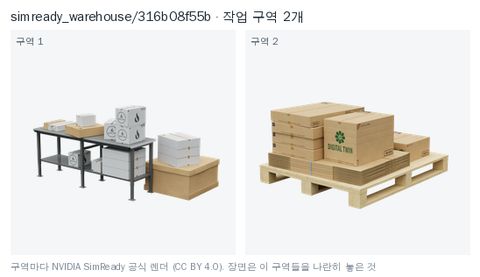 simready_warehouse/316b08f55b · 작업 구역 2개
구역 1
구역 2
DIGITAL TWIN
구역마다 NVIDIA SimReady 공식 렌더 (CC BY 4.0). 장면은 이 구역들을 나란히 놓은 것